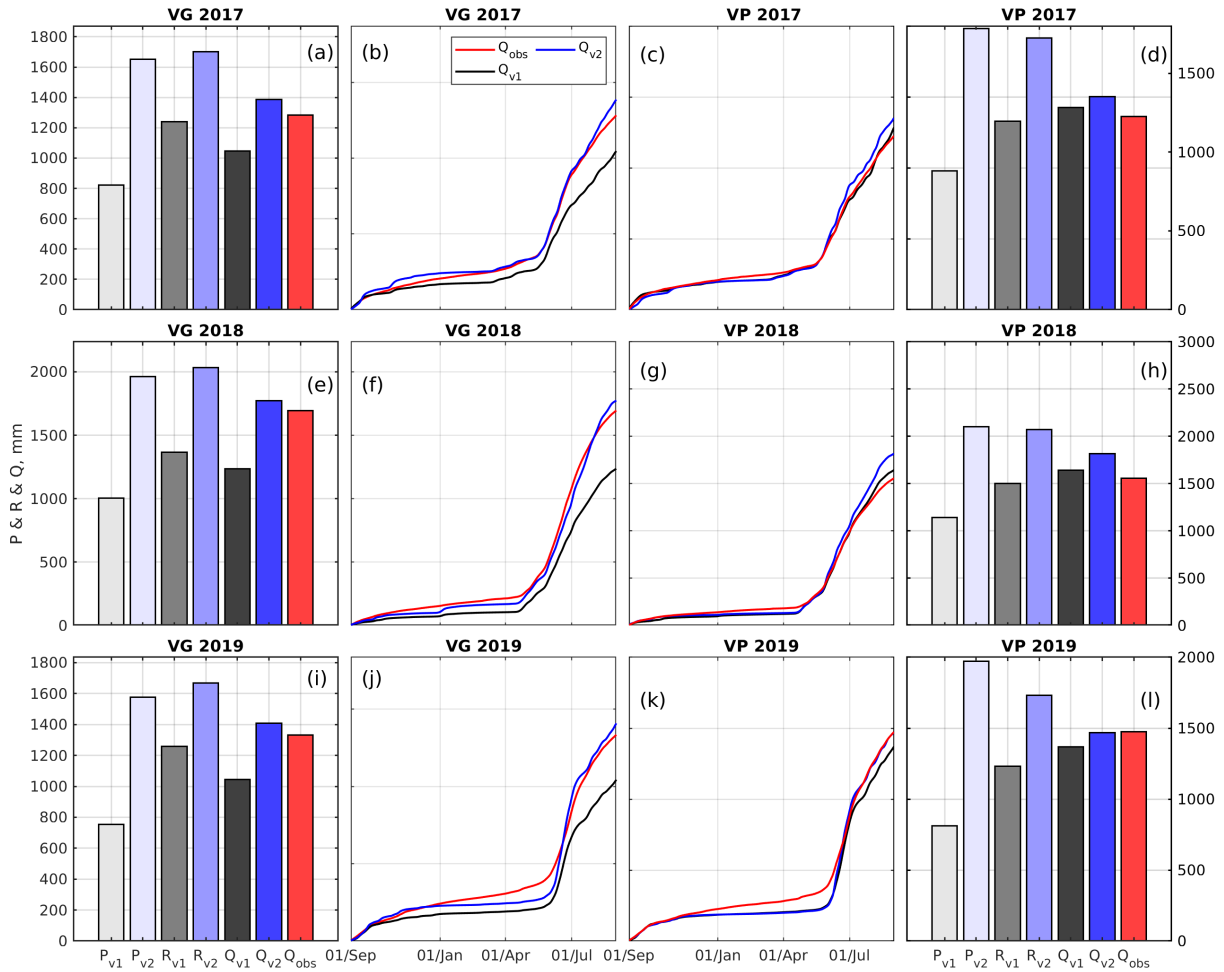 VG 2017
VG 2017
VP 2017
VP 2017
1800
1600
1400
1200
1000
800
600
400
200
0
(a)
(b)
Q_obs
Q_v2
Q_v1
(c)
(d)
1500
1000
500
0
VG 2018
VG 2018
VP 2018
VP 2018
P & R & Q, mm
2000
1500
1000
500
0
(e)
(f)
(g)
(h)
3000
2500
2000
1500
1000
500
0
VG 2019
VG 2019
VP 2019
VP 2019
1800
1600
1400
1200
1000
800
600
400
200
0
(i)
(j)
(k)
(l)
2000
1500
1000
500
0
P_v1 P_v2 R_v1 R_v2 Q_v1 Q_v2 Q_obs
01/Sep 01/Jan 01/Apr 01/Jul
01/Sep 01/Jan 01/Apr 01/Jul
P_v1 P_v2 R_v1 R_v2 Q_v1 Q_v2 Q_obs